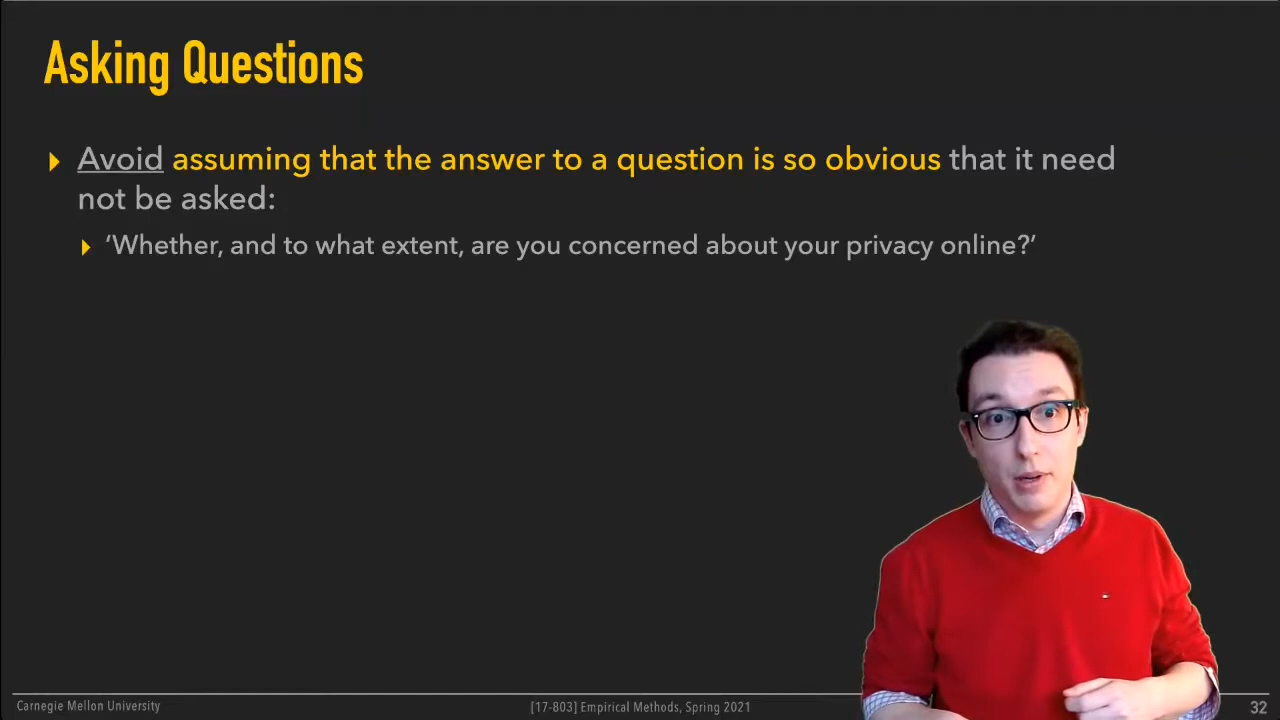 Asking Questions
Avoid assuming that the answer to a question is so obvious that it need
not be asked:
‘Whether, and to what extent, are you concerned about your privacy online?’
Carnegie Mellon University
[17-803] Empirical Methods, Spring 2021
32